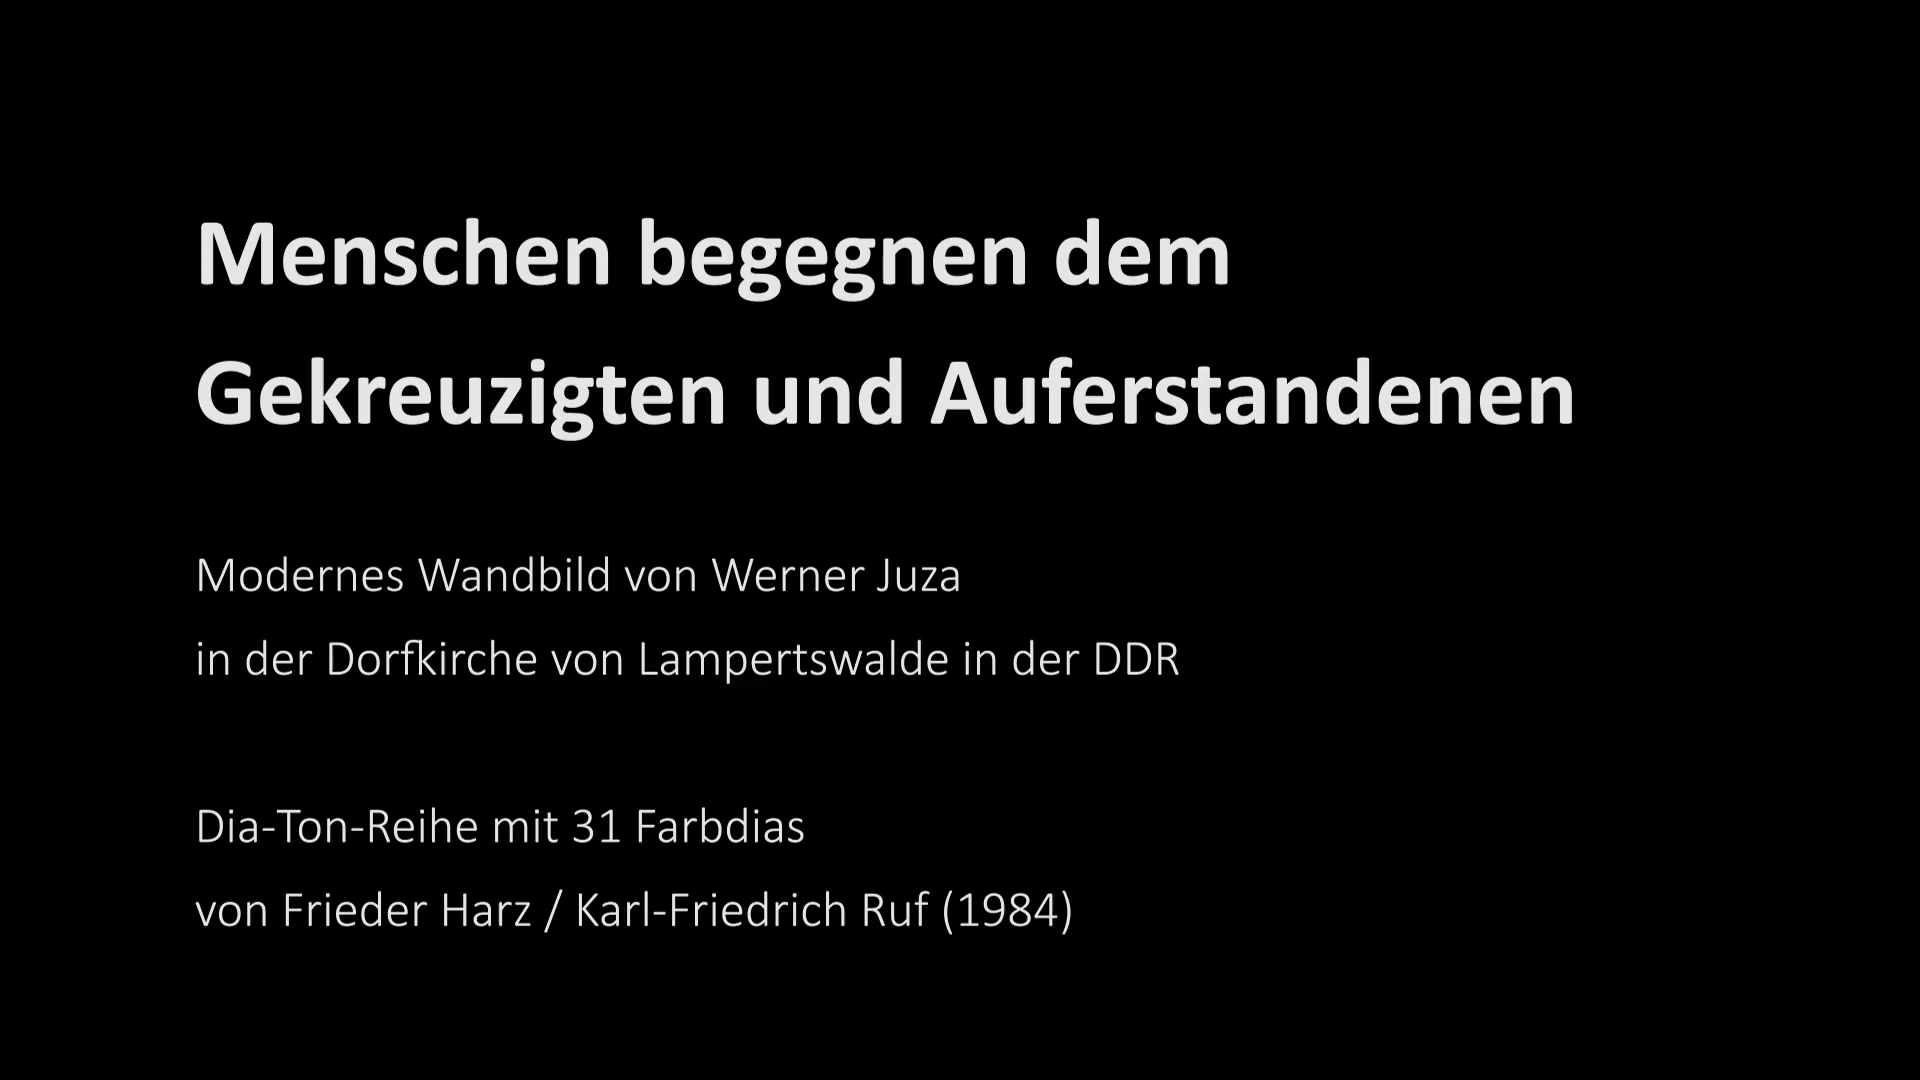 Menschen begegnen dem
Gekreuzigten und Auferstandenen
Modernes Wandbild von Werner Juza
in der Dorfkirche von Lampertswalde in der DDR
Dia-Ton-Reihe mit 31 Farbdias
von Frieder Harz / Karl-Friedrich Ruf (1984)